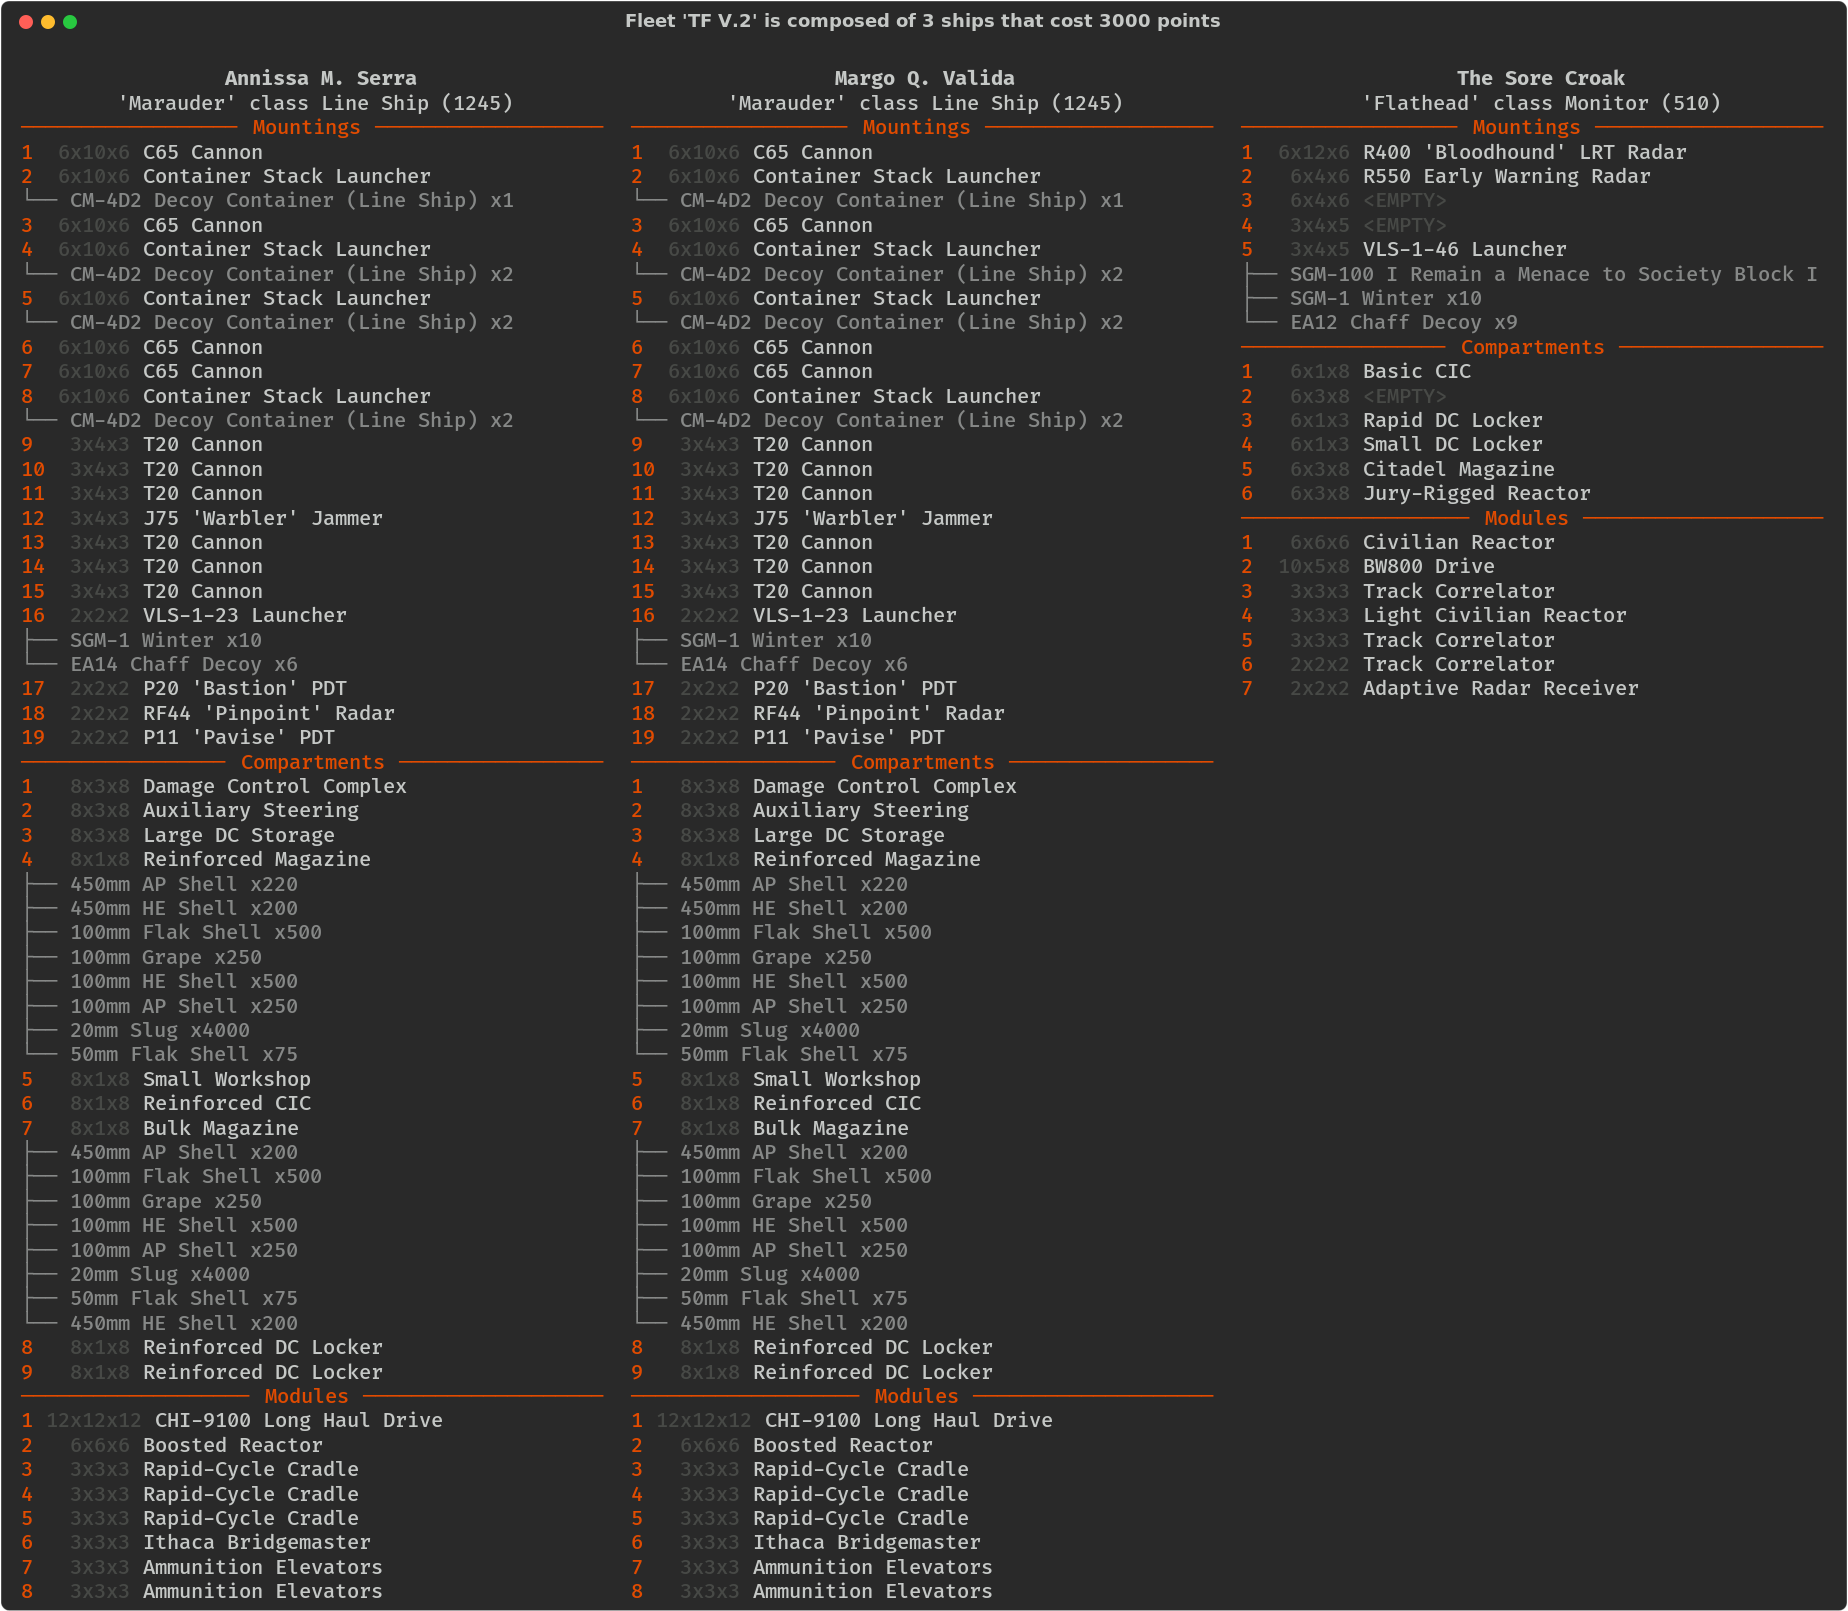 Fleet 'TF V.2' is composed of 3 ships that cost 3000 points
Annissa M. Serra
'Marauder' class Line Ship (1245)
Mountings
1 6x10x6 C65 Cannon
2 6x10x6 Container Stack Launcher
└── CM-4D2 Decoy Container (Line Ship) x1
3 6x10x6 C65 Cannon
4 6x10x6 Container Stack Launcher
└── CM-4D2 Decoy Container (Line Ship) x2
5 6x10x6 Container Stack Launcher
└── CM-4D2 Decoy Container (Line Ship) x2
6 6x10x6 C65 Cannon
7 6x10x6 C65 Cannon
8 6x10x6 Container Stack Launcher
└── CM-4D2 Decoy Container (Line Ship) x2
9 3x4x3 T20 Cannon
10 3x4x3 T20 Cannon
11 3x4x3 T20 Cannon
12 3x4x3 J75 'Warbler' Jammer
13 3x4x3 T20 Cannon
14 3x4x3 T20 Cannon
15 3x4x3 T20 Cannon
16 2x2x2 VLS-1-23 Launcher
├── SGM-1 Winter x10
└── EA14 Chaff Decoy x6
17 2x2x2 P20 'Bastion' PDT
18 2x2x2 RF44 'Pinpoint' Radar
19 2x2x2 P11 'Pavise' PDT
Compartments
1 8x3x8 Damage Control Complex
2 8x3x8 Auxiliary Steering
3 8x3x8 Large DC Storage
4 8x1x8 Reinforced Magazine
├── 450mm AP Shell x220
├── 450mm HE Shell x200
├── 100mm Flak Shell x500
├── 100mm Grape x250
├── 100mm HE Shell x500
├── 100mm AP Shell x250
├── 20mm Slug x4000
└── 50mm Flak Shell x75
5 8x1x8 Small Workshop
6 8x1x8 Reinforced CIC
7 8x1x8 Bulk Magazine
├── 450mm AP Shell x200
├── 100mm Flak Shell x500
├── 100mm Grape x250
├── 100mm HE Shell x500
├── 100mm AP Shell x250
├── 20mm Slug x4000
├── 50mm Flak Shell x75
└── 450mm HE Shell x200
8 8x1x8 Reinforced DC Locker
9 8x1x8 Reinforced DC Locker
Modules
1 12x12x12 CHI-9100 Long Haul Drive
2 6x6x6 Boosted Reactor
3 3x3x3 Rapid-Cycle Cradle
4 3x3x3 Rapid-Cycle Cradle
5 3x3x3 Rapid-Cycle Cradle
6 3x3x3 Ithaca Bridgemaster
7 3x3x3 Ammunition Elevators
8 3x3x3 Ammunition Elevators
Margo Q. Valida
'Marauder' class Line Ship (1245)
Mountings
1 6x10x6 C65 Cannon
2 6x10x6 Container Stack Launcher
└── CM-4D2 Decoy Container (Line Ship) x1
3 6x10x6 C65 Cannon
4 6x10x6 Container Stack Launcher
└── CM-4D2 Decoy Container (Line Ship) x2
5 6x10x6 Container Stack Launcher
└── CM-4D2 Decoy Container (Line Ship) x2
6 6x10x6 C65 Cannon
7 6x10x6 C65 Cannon
8 6x10x6 Container Stack Launcher
└── CM-4D2 Decoy Container (Line Ship) x2
9 3x4x3 T20 Cannon
10 3x4x3 T20 Cannon
11 3x4x3 T20 Cannon
12 3x4x3 J75 'Warbler' Jammer
13 3x4x3 T20 Cannon
14 3x4x3 T20 Cannon
15 3x4x3 T20 Cannon
16 2x2x2 VLS-1-23 Launcher
├── SGM-1 Winter x10
└── EA14 Chaff Decoy x6
17 2x2x2 P20 'Bastion' PDT
18 2x2x2 RF44 'Pinpoint' Radar
19 2x2x2 P11 'Pavise' PDT
Compartments
1 8x3x8 Damage Control Complex
2 8x3x8 Auxiliary Steering
3 8x3x8 Large DC Storage
4 8x1x8 Reinforced Magazine
├── 450mm AP Shell x220
├── 450mm HE Shell x200
├── 100mm Flak Shell x500
├── 100mm Grape x250
├── 100mm HE Shell x500
├── 100mm AP Shell x250
├── 20mm Slug x4000
└── 50mm Flak Shell x75
5 8x1x8 Small Workshop
6 8x1x8 Reinforced CIC
7 8x1x8 Bulk Magazine
├── 450mm AP Shell x200
├── 100mm Flak Shell x500
├── 100mm Grape x250
├── 100mm HE Shell x500
├── 100mm AP Shell x250
├── 20mm Slug x4000
├── 50mm Flak Shell x75
└── 450mm HE Shell x200
8 8x1x8 Reinforced DC Locker
9 8x1x8 Reinforced DC Locker
Modules
1 12x12x12 CHI-9100 Long Haul Drive
2 6x6x6 Boosted Reactor
3 3x3x3 Rapid-Cycle Cradle
4 3x3x3 Rapid-Cycle Cradle
5 3x3x3 Rapid-Cycle Cradle
6 3x3x3 Ithaca Bridgemaster
7 3x3x3 Ammunition Elevators
8 3x3x3 Ammunition Elevators
The Sore Croak
'Flathead' class Monitor (510)
Mountings
1 6x12x6 R400 'Bloodhound' LRT Radar
2 6x4x6 R550 Early Warning Radar
3 6x4x6 <EMPTY>
4 3x4x5 <EMPTY>
5 3x4x5 VLS-1-46 Launcher
├── SGM-100 I Remain a Menace to Society Block I
├── SGM-1 Winter x10
└── EA12 Chaff Decoy x9
Compartments
1 6x1x8 Basic CIC
2 6x3x8 <EMPTY>
3 6x1x3 Rapid DC Locker
4 6x1x3 Small DC Locker
5 6x3x8 Citadel Magazine
6 6x3x8 Jury-Rigged Reactor
Modules
1 6x6x6 Civilian Reactor
2 10x5x8 BW800 Drive
3 3x3x3 Track Correlator
4 3x3x3 Light Civilian Reactor
5 3x3x3 Track Correlator
6 2x2x2 Track Correlator
7 2x2x2 Adaptive Radar Receiver